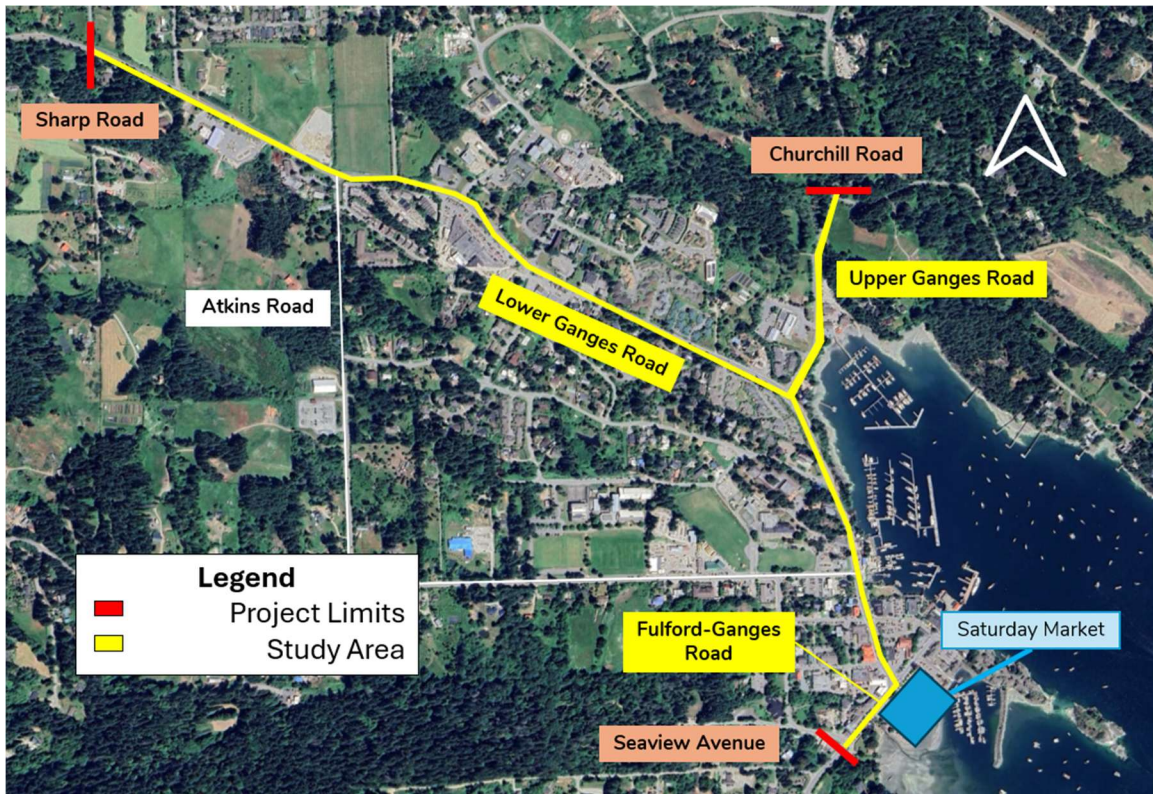 Sharp Road
Churchill Road
Upper Ganges Road
Atkins Road
Lower Ganges Road
Legend
Project Limits
Study Area
Fulford-Ganges
Road
Saturday Market
Seaview Avenue